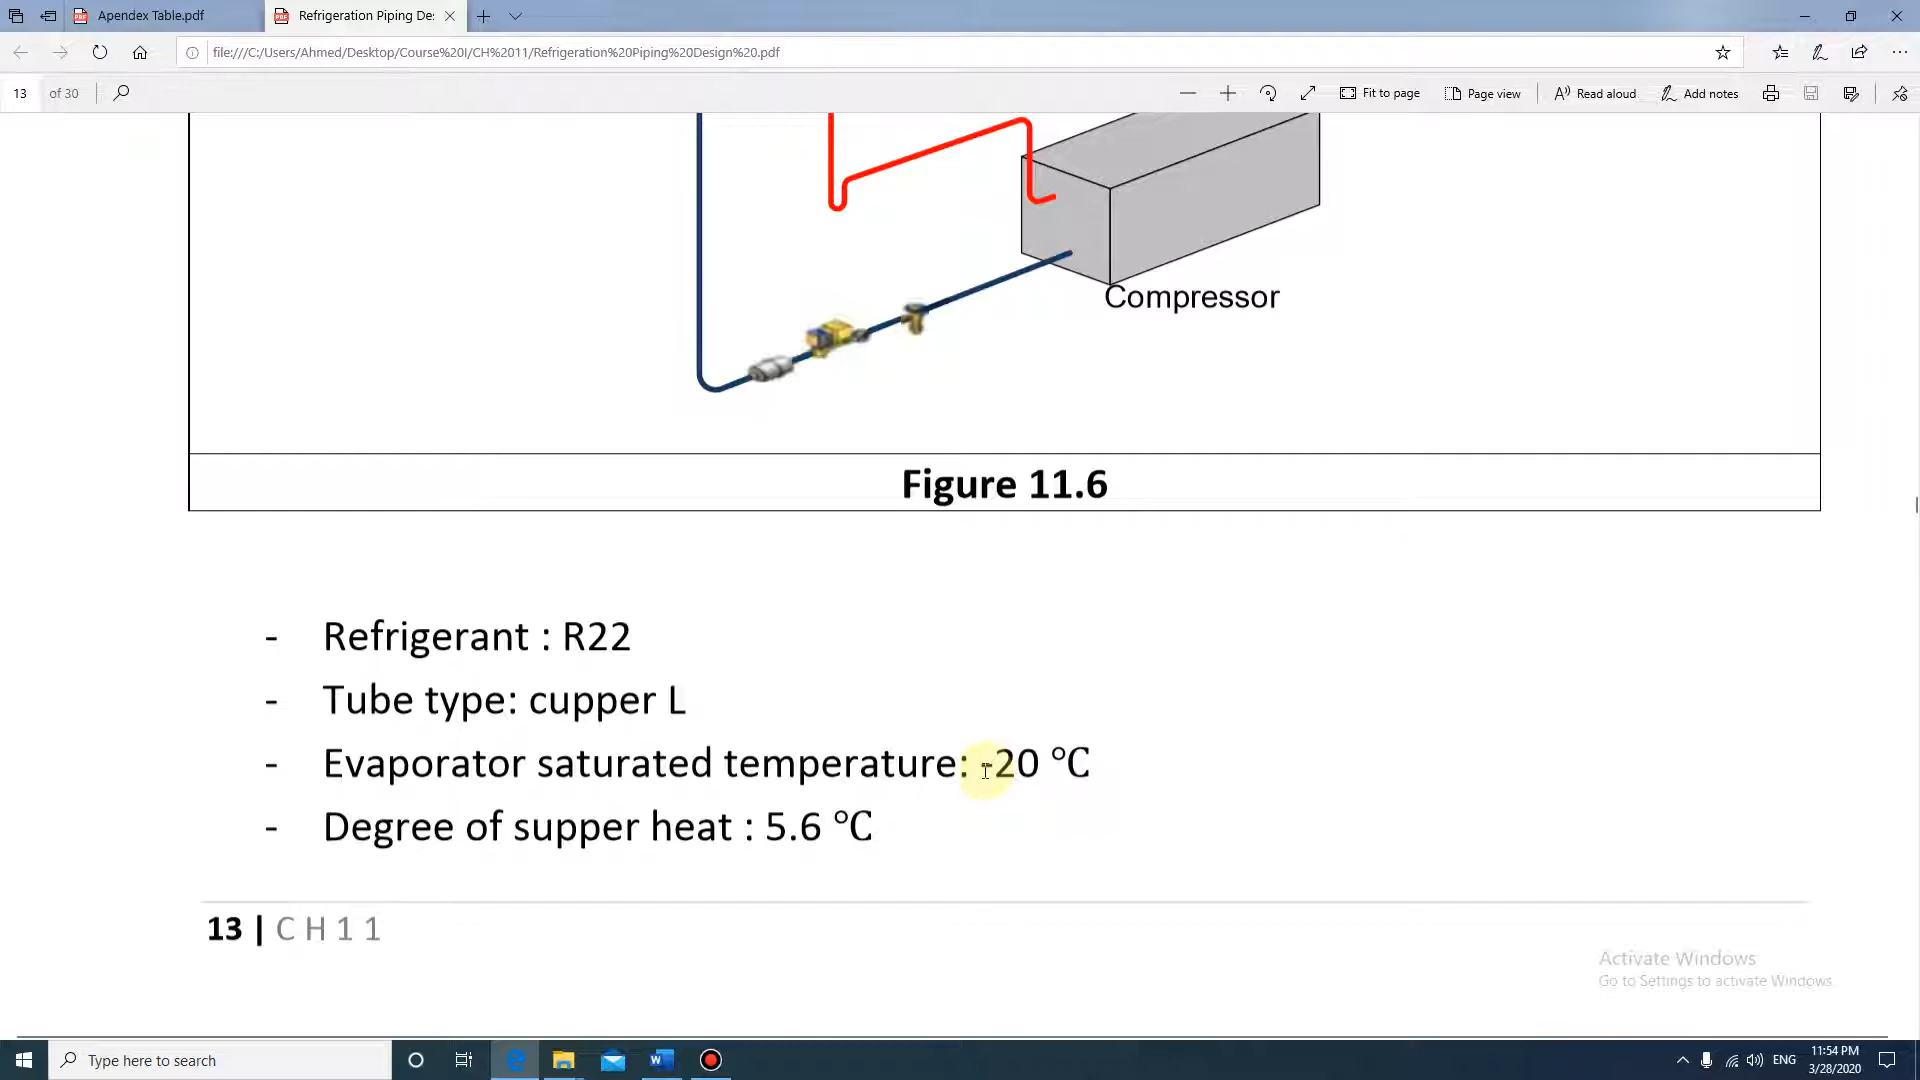 Apendex Table.pdf
Refrigeration Piping De:
file:///C:/Users/Ahmed/Desktop/Course%20I/CH%2011/Refrigeration%20Piping%20Design%20.pdf
13 of 30
Fit to page
Page view
Read aloud
Add notes
Compressor
Figure 11.6
- Refrigerant : R22
- Tube type: cupper L
- Evaporator saturated temperature: -20 °C
- Degree of supper heat : 5.6 °C
13 | CH11
Activate Windows
Go to Settings to activate Windows.
Type here to search
ENG
11:54 PM
3/28/2020